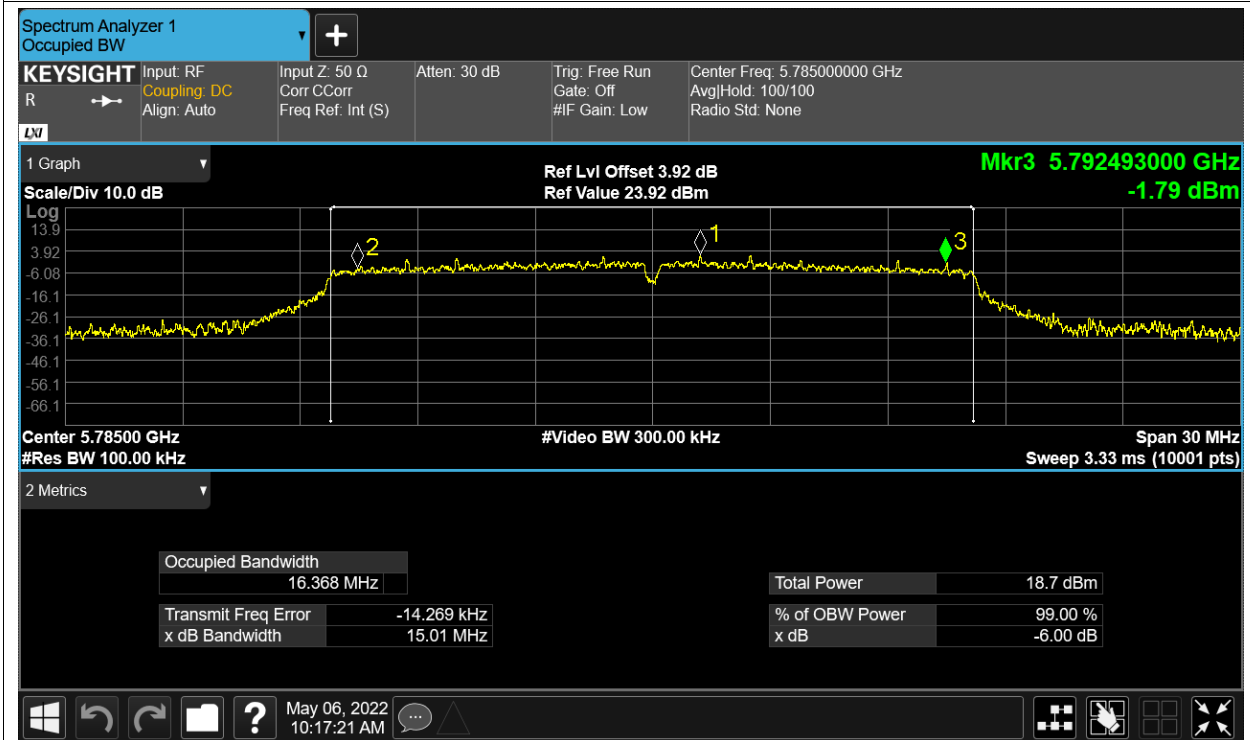 Spectrum Analyzer 1
Occupied BW
KEYSIGHT
R
LXI
Input: RF
Coupling: DC
Align: Auto
Input Z: 50 Ω
Corr CCorr
Freq Ref: Int (S)
Atten: 30 dB
Trig: Free Run
Gate: Off
#IF Gain: Low
Center Freq: 5.785000000 GHz
Avg|Hold: 100/100
Radio Std: None
1 Graph
Scale/Div 10.0 dB
Ref Lvl Offset 3.92 dB
Ref Value 23.92 dBm
Mkr3 5.792493000 GHz
-1.79 dBm
Log
13.9
3.92
-6.08
-16.1
-26.1
-36.1
-46.1
-56.1
-66.1
2
1
3
Center 5.78500 GHz
#Res BW 100.00 kHz
#Video BW 300.00 kHz
Span 30 MHz
Sweep 3.33 ms (10001 pts)
2 Metrics
Occupied Bandwidth
16.368 MHz
Transmit Freq Error -14.269 kHz
x dB Bandwidth 15.01 MHz
Total Power 18.7 dBm
% of OBW Power 99.00 %
x dB -6.00 dB
?
May 06, 2022
10:17:21 AM